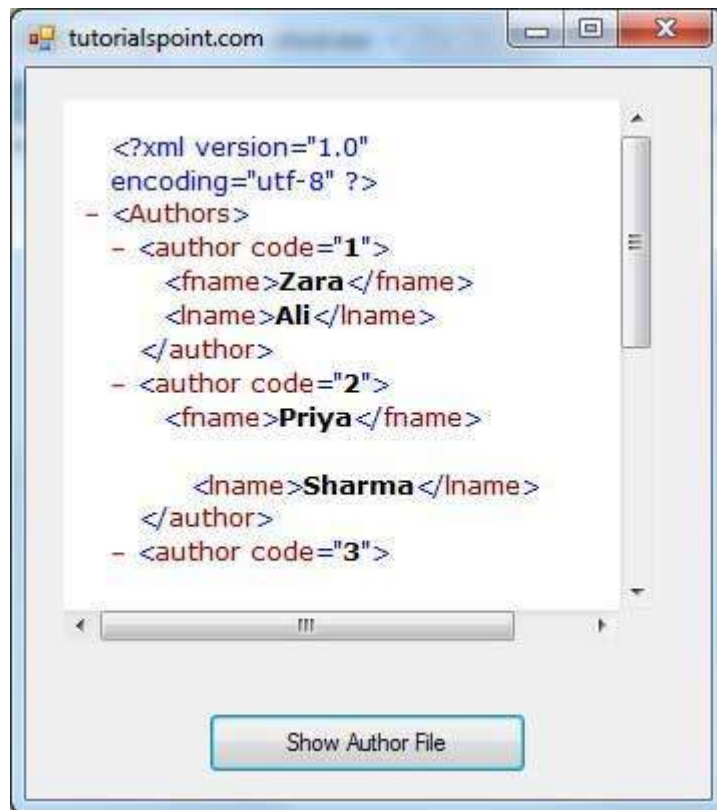 tutorialspoint.com
<?xml version="1.0"
encoding="utf-8" ?>
- <Authors>
- <author code="1">
<fname>Zara</fname>
<lname>Ali</lname>
</author>
- <author code="2">
<fname>Priya</fname>
<lname>Sharma</lname>
</author>
- <author code="3">
Show Author File